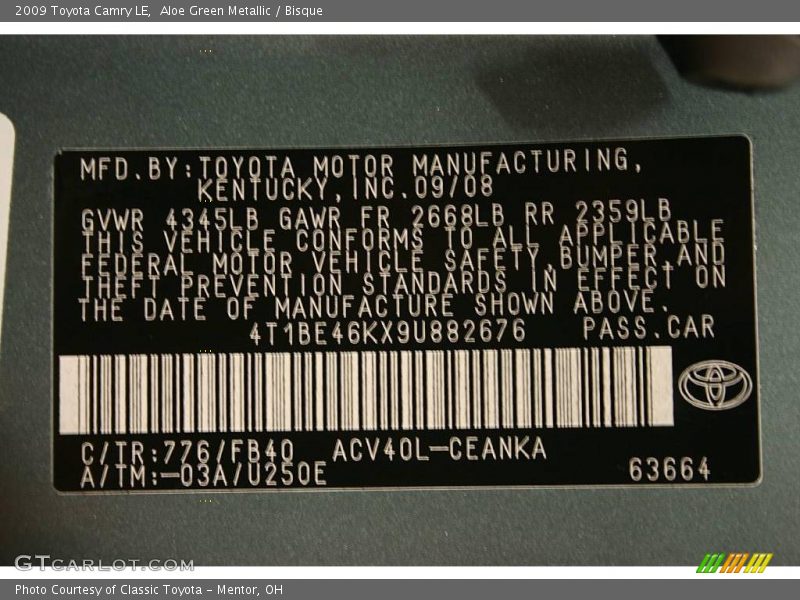 2009 Toyota Camry LE,  Aloe Green Metallic / Bisque
MFD.BY:TOYOTA MOTOR MANUFACTURING,
KENTUCKY,INC.09/08
GVWR 4345LB GAWR FR 2668LB RR 2359LB
THIS VEHICLE CONFORMS TO ALL APPLICABLE
FEDERAL MOTOR VEHICLE SAFETY,BUMPER,AND
THEFT PREVENTION STANDARDS IN EFFECT ON
THE DATE OF MANUFACTURE SHOWN ABOVE.
4T1BE46KX9U882676 PASS.CAR
C/TR:776/FB40 ACV40L-CEANKA
A/TM:-03A/U250E
63664
GTCARLOT.COM
Photo Courtesy of Classic Toyota - Mentor, OH